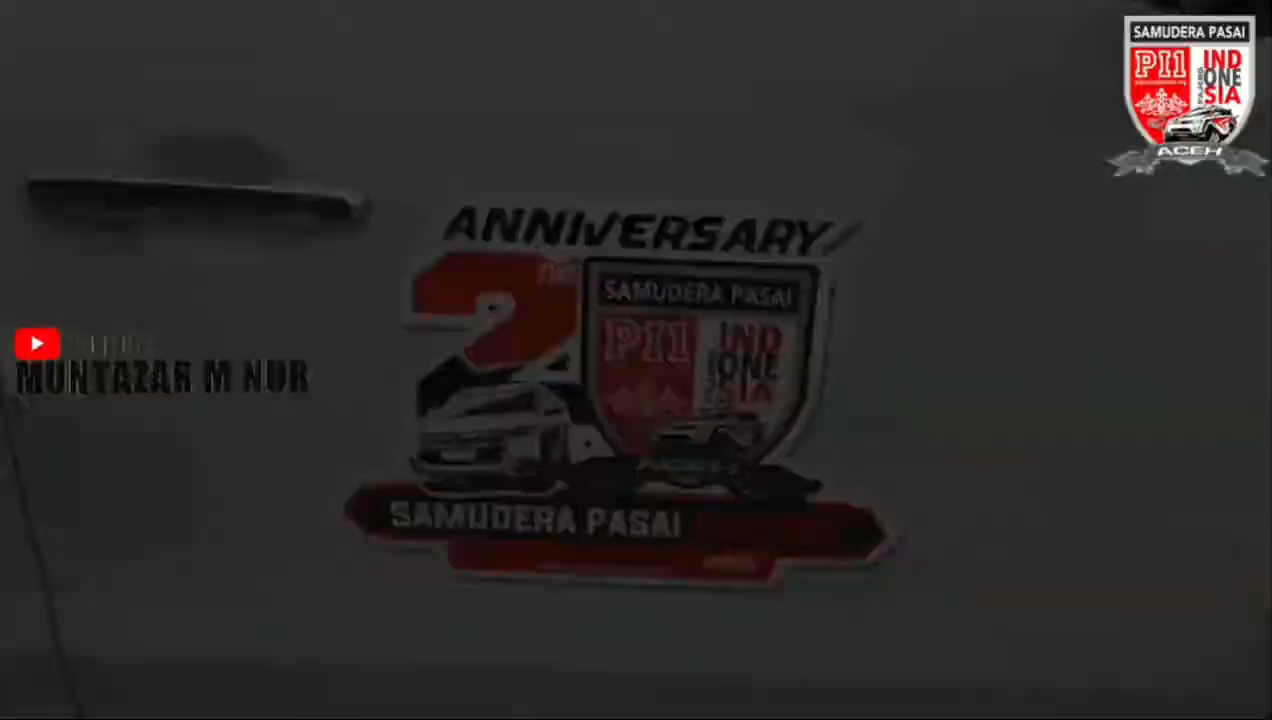 SAMUDERA PASAI
PI1
IND
ONE
SIA
ACEH
ANNIVERSARY
2
SAMUDERA PASAI
PI1
IND
ONE
SIA
MUNTAZAR M NUR
SAMUDERA PASAI